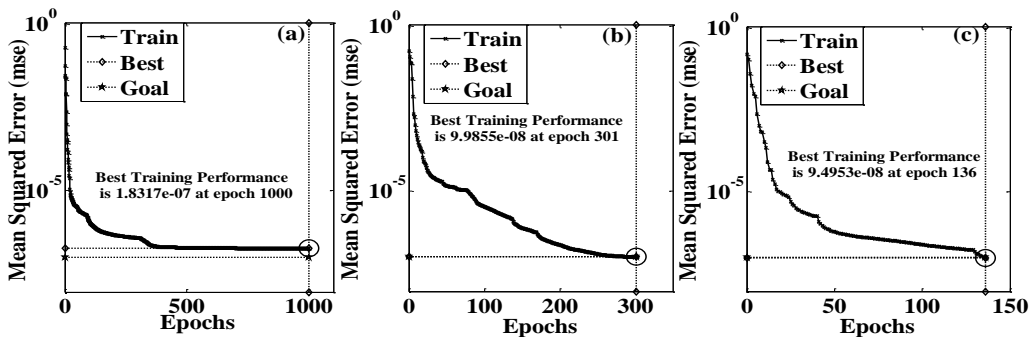 10^0
10^-5
Mean Squared Error (mse)
Train
Best
Goal
(a)
Best Training Performance
is 1.8317e-07 at epoch 1000
0
500
1000
Epochs
10^0
10^-5
Mean Squared Error (mse)
Train
Best
Goal
(b)
Best Training Performance
is 9.9855e-08 at epoch 301
0
100
200
300
Epochs
10^0
10^-5
Mean Squared Error (mse)
Train
Best
Goal
(c)
Best Training Performance
is 9.4953e-08 at epoch 136
0
50
100
150
Epochs